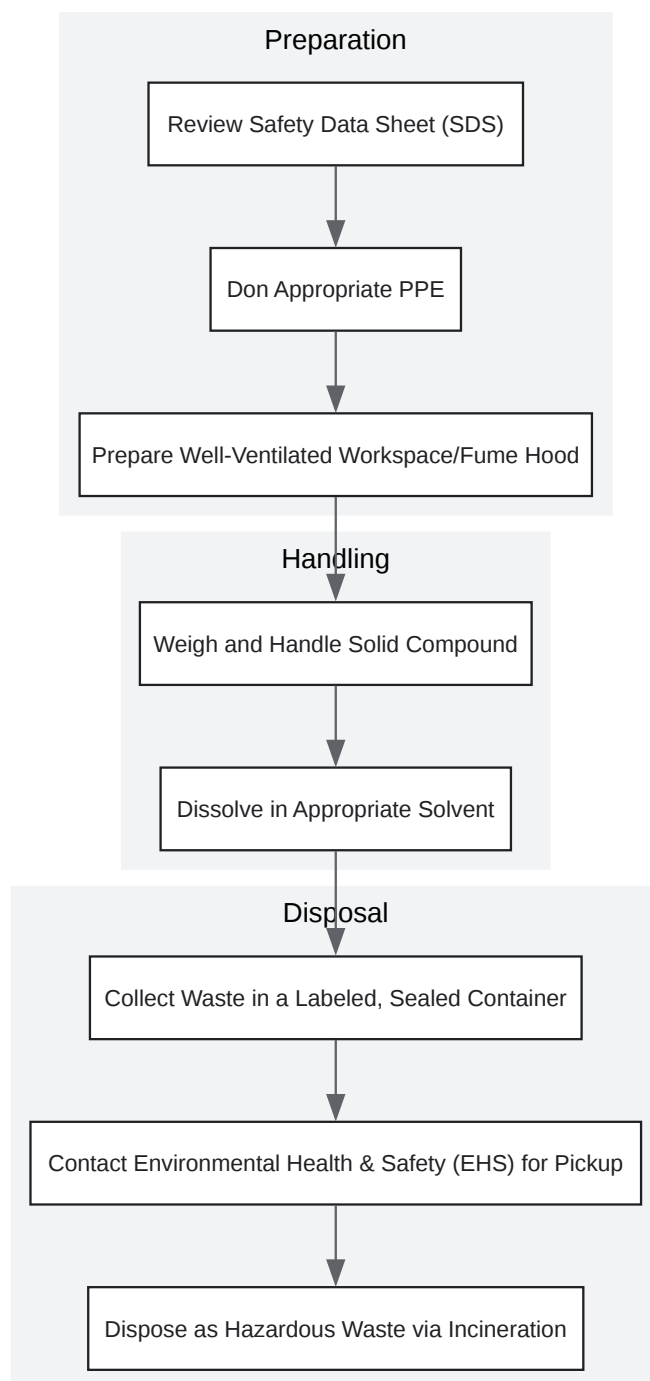 Preparation
Review Safety Data Sheet (SDS)
Don Appropriate PPE
Prepare Well-Ventilated Workspace/Fume Hood
Handling
Weigh and Handle Solid Compound
Dissolve in Appropriate Solvent
Disposal
Collect Waste in a Labeled, Sealed Container
Contact Environmental Health & Safety (EHS) for Pickup
Dispose as Hazardous Waste via Incineration